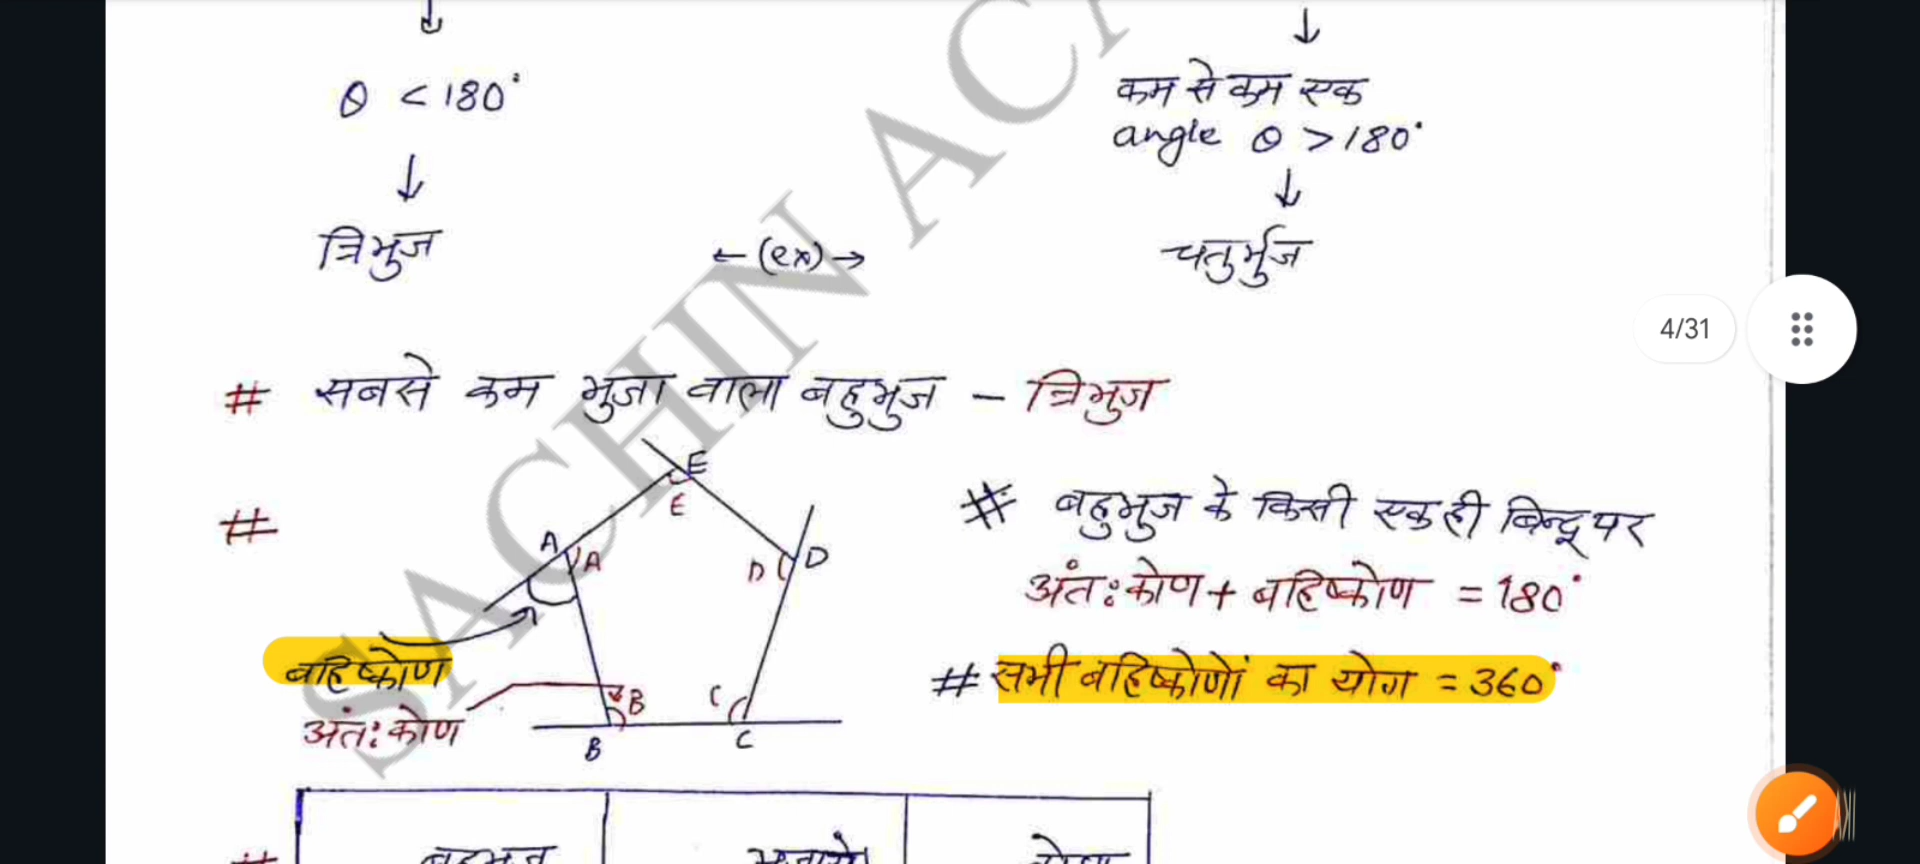 θ < 180°
कम से कम एक
angle θ > 180°
त्रिभुज
← (ex) →
चतुर्भुज
4/31
# सबसे कम भुजा वाला बहुभुज - त्रिभुज
#
E
E
A
A
D
D
बहिष्कोण
अंतः कोण
B
C
B
C
# बहुभुज के किसी एक ही बिन्दू पर
अंतः कोण + बहिष्कोण = 180°
# सभी बहिष्कोणों का योग = 360°
SACHIN
#
बहुभुज